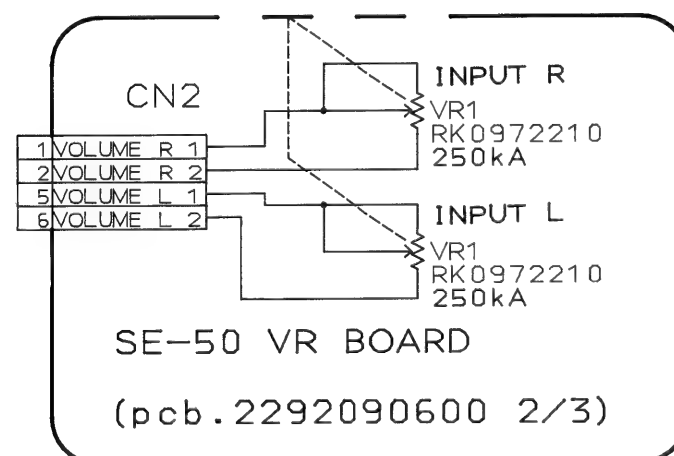 CN2
1 VOLUME R 1
2 VOLUME R 2
5 VOLUME L 1
6 VOLUME L 2
INPUT R
VR1
RK0972210
250kA
INPUT L
VR1
RK0972210
250kA
SE-50 VR BOARD
(pcb.2292090600 2/3)